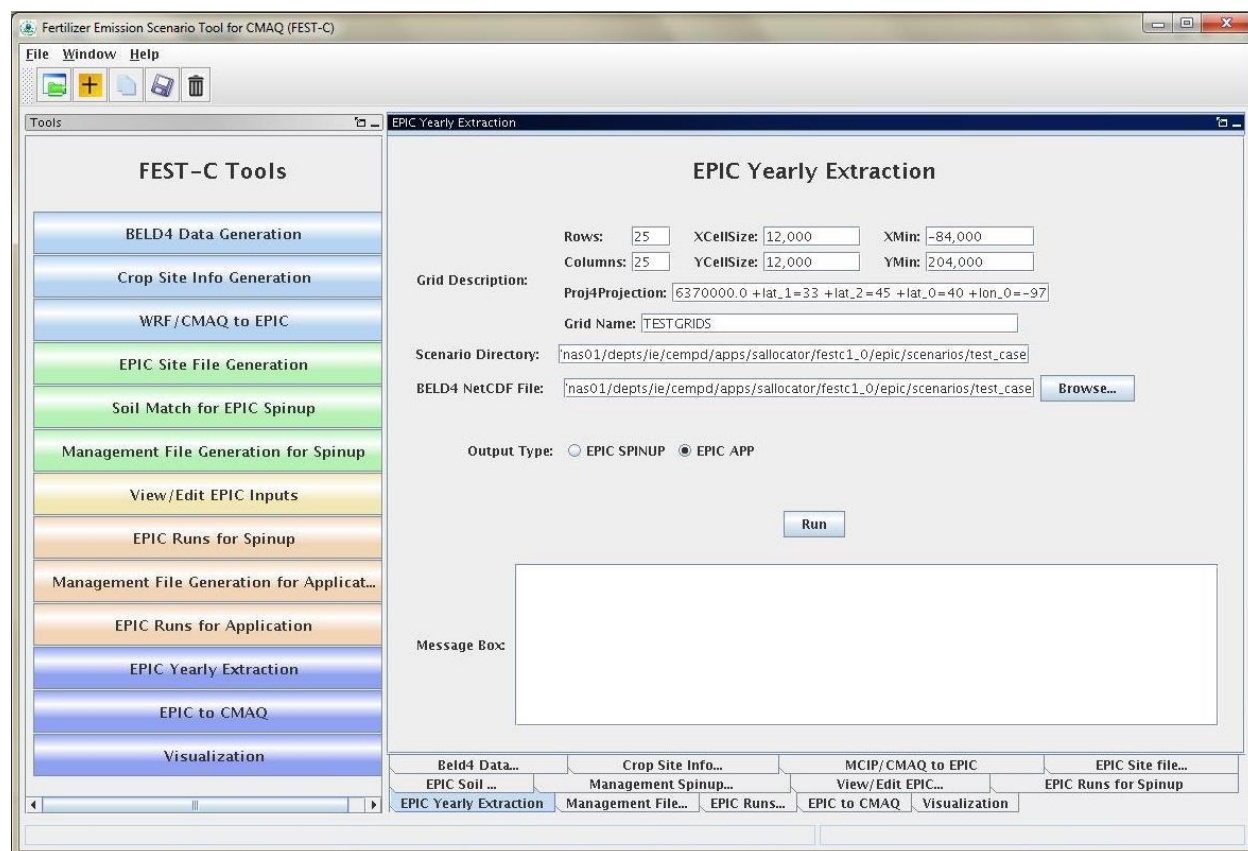 Fertilizer Emission Scenario Tool for CMAQ (FEST-C)
File Window Help
Tools
EPIC Yearly Extraction
FEST-C Tools
BELD4 Data Generation
Crop Site Info Generation
WRF/CMAQ to EPIC
EPIC Site File Generation
Soil Match for EPIC Spinup
Management File Generation for Spinup
View/Edit EPIC Inputs
EPIC Runs for Spinup
Management File Generation for Applicat...
EPIC Runs for Application
EPIC Yearly Extraction
EPIC to CMAQ
Visualization
EPIC Yearly Extraction
Grid Description:
Rows: 25 XCellSize: 12,000 XMin: -84,000
Columns: 25 YCellSize: 12,000 YMin: 204,000
Proj4Projection: 6370000.0 +lat_1=33 +lat_2=45 +lat_0=40 +lon_0=-97
Grid Name: TESTGRIDS
Scenario Directory: 'nas01/depts/ie/cempd/apps/sallocator/festc1_0/epic/scenarios/test_case
BELD4 NetCDF File: 'nas01/depts/ie/cempd/apps/sallocator/festc1_0/epic/scenarios/test_case Browse...
Output Type: EPIC SPINUP EPIC APP
Run
Message Box:
Beld4 Data... Crop Site Info... MCIP/CMAQ to EPIC EPIC Site file...
EPIC Soil ... Management Spinup... View/Edit EPIC... EPIC Runs for Spinup
EPIC Yearly Extraction Management File... EPIC Runs... EPIC to CMAQ Visualization